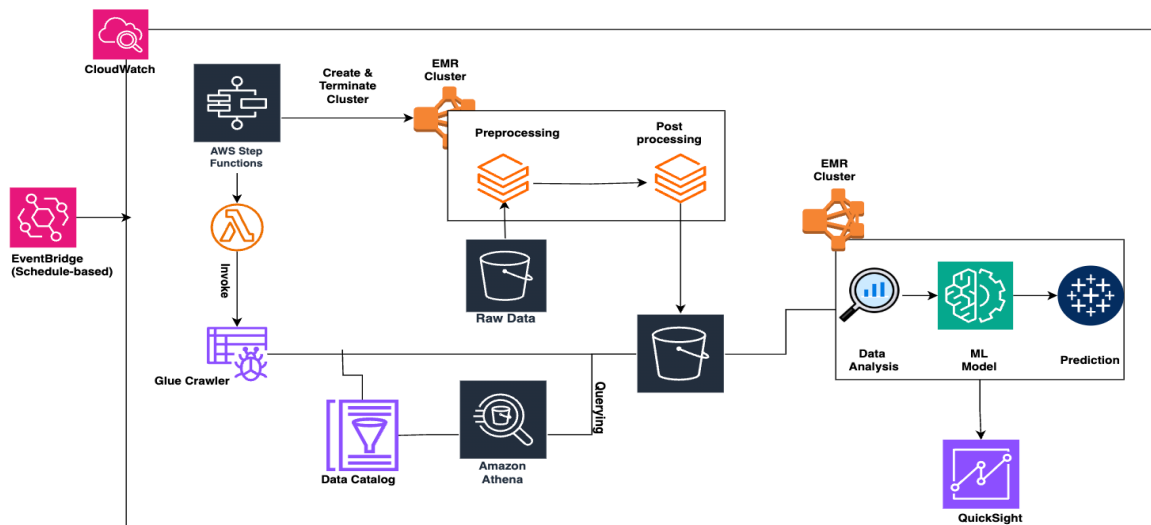 CloudWatch
Create &
Terminate
Cluster
EMR
Cluster
AWS Step
Functions
Preprocessing
Post
processing
EMR
Cluster
EventBridge
(Schedule-based)
Invoke
Raw Data
Glue Crawler
Data
Analysis
ML
Model
Prediction
Querying
Data Catalog
Amazon
Athena
QuickSight